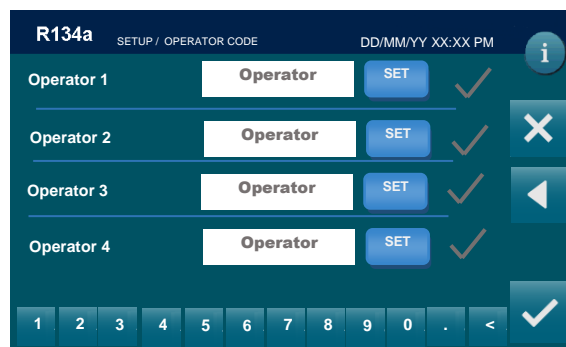 R134a SETUP / OPERATOR CODE DD/MM/YY XX:XX PM
i
Operator 1 Operator SET
Operator 2 Operator SET
Operator 3 Operator SET
Operator 4 Operator SET
1 2 3 4 5 6 7 8 9 0 . <